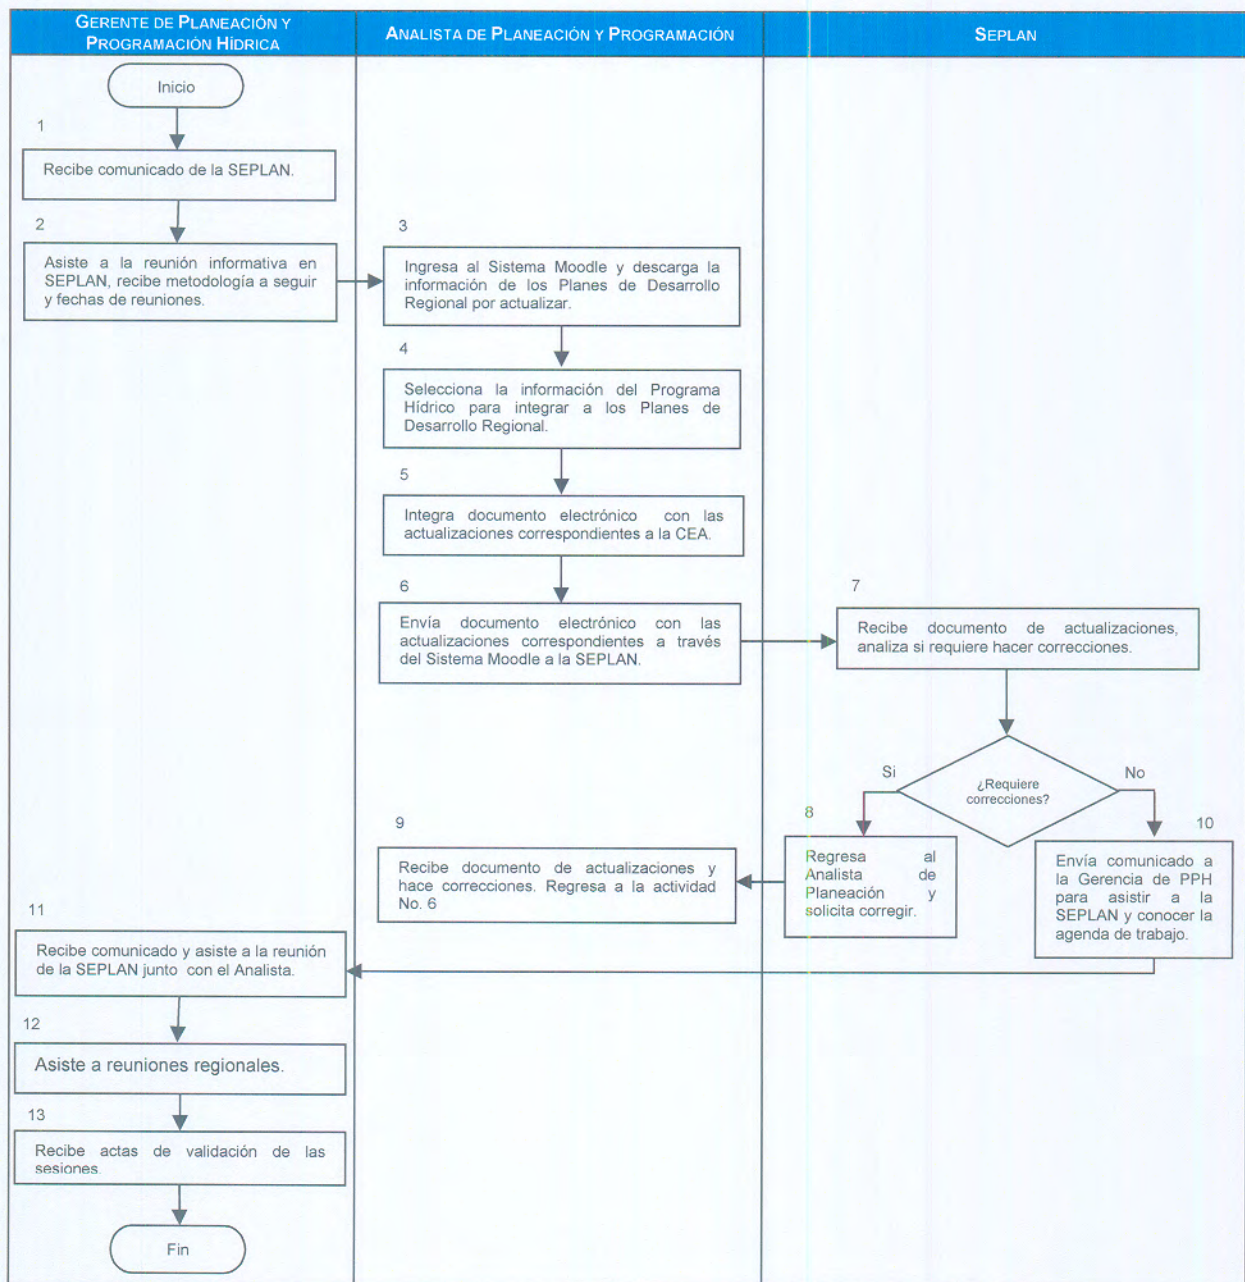 GERENTE DE PLANEACIÓN Y
PROGRAMACIÓN HÍDRICA
ANALISTA DE PLANEACIÓN Y PROGRAMACIÓN
SEPLAN
Inicio
1
Recibe comunicado de la SEPLAN.
2
Asiste a la reunión informativa en
SEPLAN, recibe metodología a seguir
y fechas de reuniones.
3
Ingresa al Sistema Moodle y descarga la
información de los Planes de Desarrollo
Regional por actualizar.
4
Selecciona la información del Programa
Hídrico para integrar a los Planes de
Desarrollo Regional.
5
Integra documento electrónico con las
actualizaciones correspondientes a la CEA.
6
Envía documento electrónico con las
actualizaciones correspondientes a través
del Sistema Moodle a la SEPLAN.
7
Recibe documento de actualizaciones,
analiza si requiere hacer correcciones.
¿Requiere
correcciones?
Si
No
8
Regresa al
Analista de
Planeación y
solicita corregir.
9
Recibe documento de actualizaciones y
hace correcciones. Regresa a la actividad
No. 6
10
Envía comunicado a
la Gerencia de PPH
para asistir a la
SEPLAN y conocer la
agenda de trabajo.
11
Recibe comunicado y asiste a la reunión
de la SEPLAN junto con el Analista.
12
Asiste a reuniones regionales.
13
Recibe actas de validación de las
sesiones.
Fin